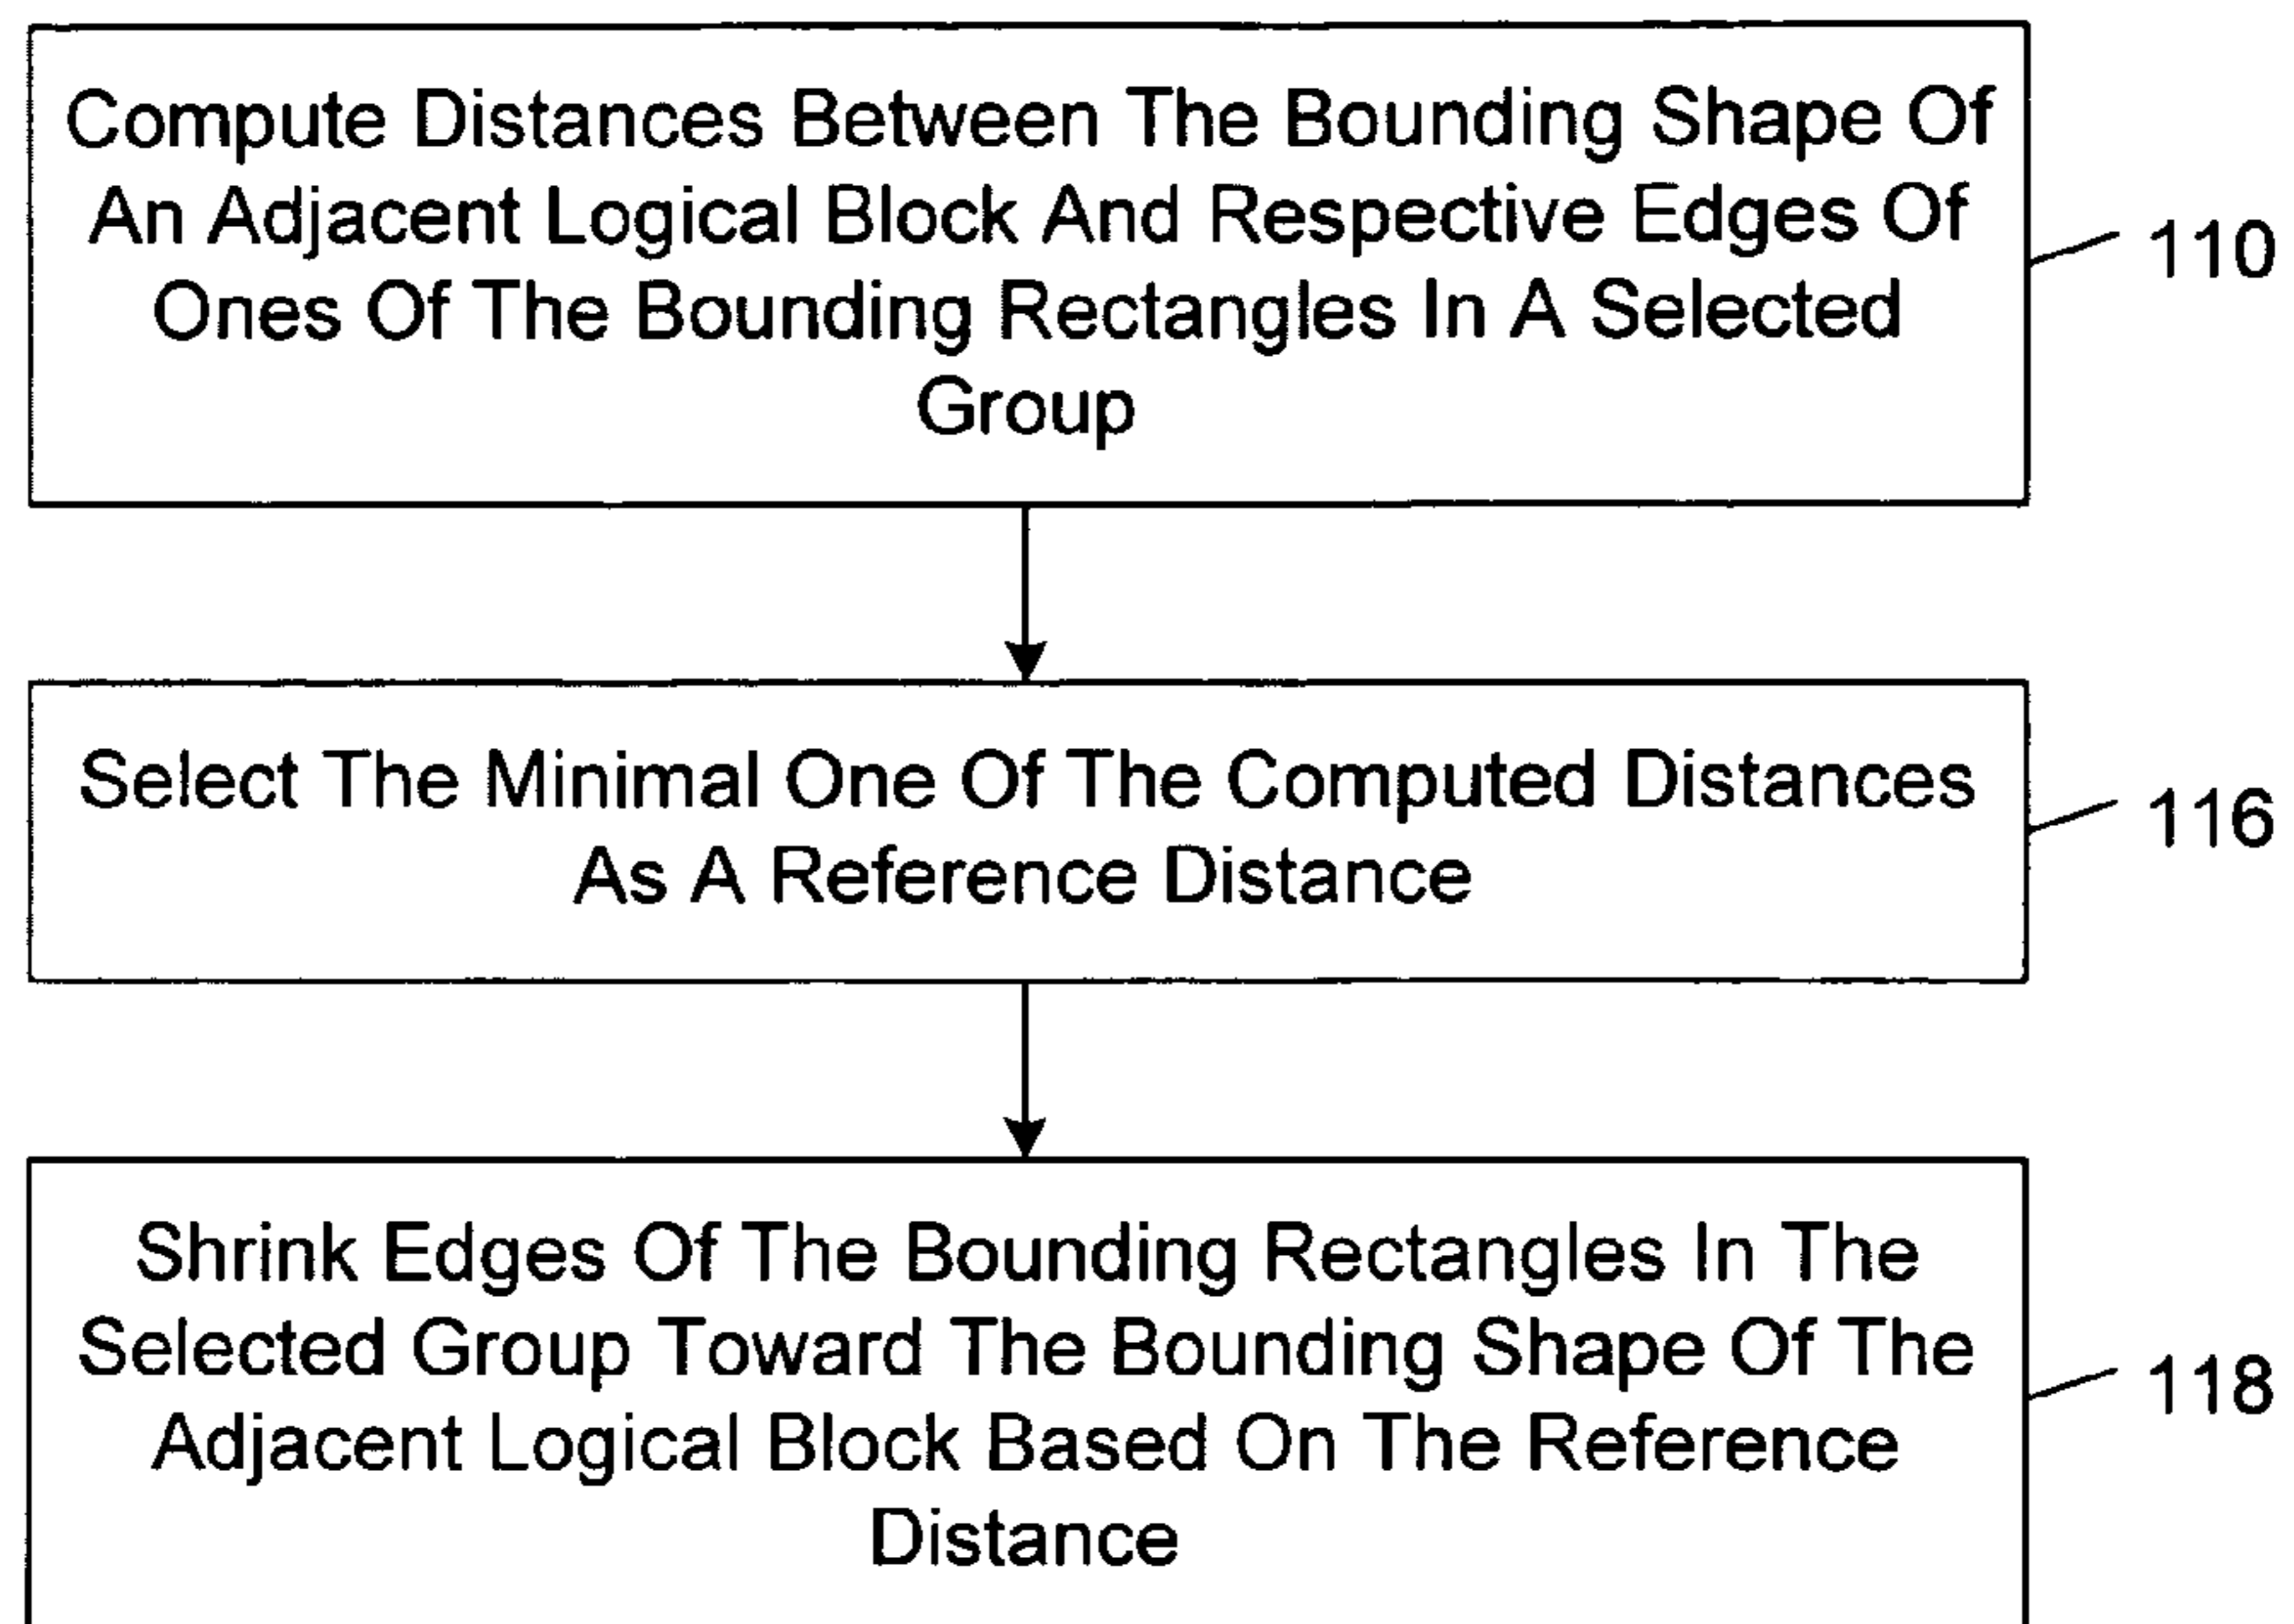 Compute Distances Between The Bounding Shape Of
An Adjacent Logical Block And Respective Edges Of
Ones Of The Bounding Rectangles In A Selected
Group
110
Select The Minimal One Of The Computed Distances
As A Reference Distance
116
Shrink Edges Of The Bounding Rectangles In The
Selected Group Toward The Bounding Shape Of The
Adjacent Logical Block Based On The Reference
Distance
118